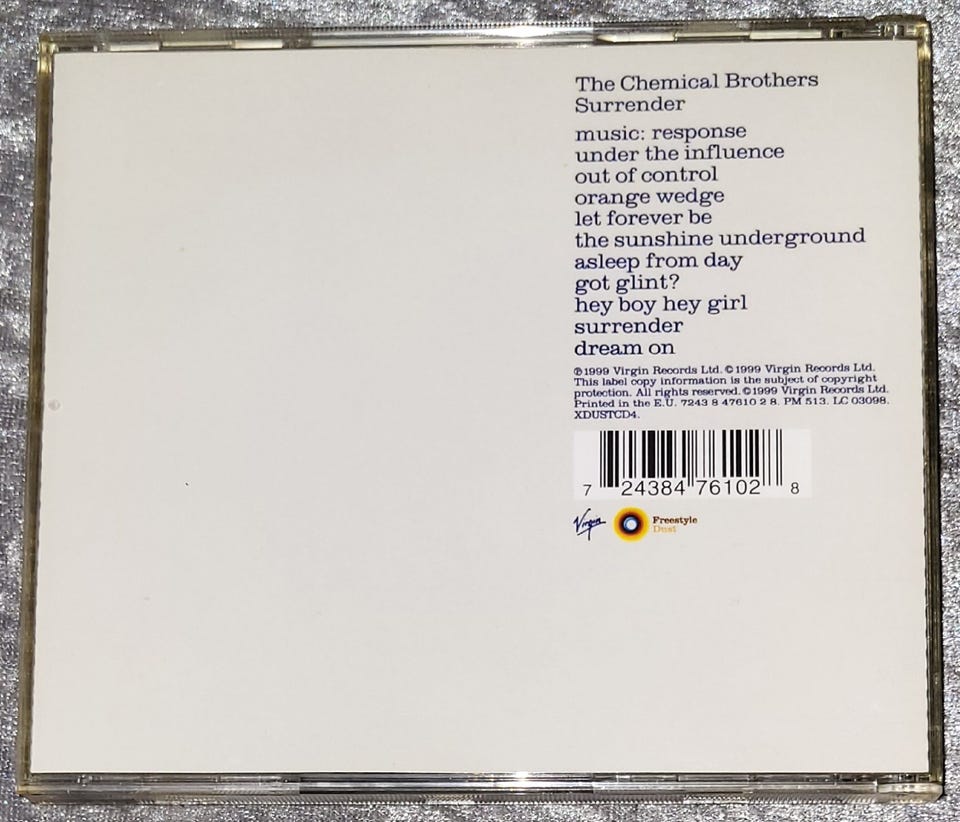 The Chemical Brothers
Surrender
music: response
under the influence
out of control
orange wedge
let forever be
the sunshine underground
asleep from day
got glint?
hey boy hey girl
surrender
dream on
℗1999 Virgin Records Ltd. ©1999 Virgin Records Ltd.
This label copy information is the subject of copyright
protection. All rights reserved. ©1999 Virgin Records Ltd.
Printed in the E.U. 7243 8 47610 2 8. PM 513. LC 03098.
XDUSTCD4.
7 24384 76102 8
Virgin
Freestyle
Dust